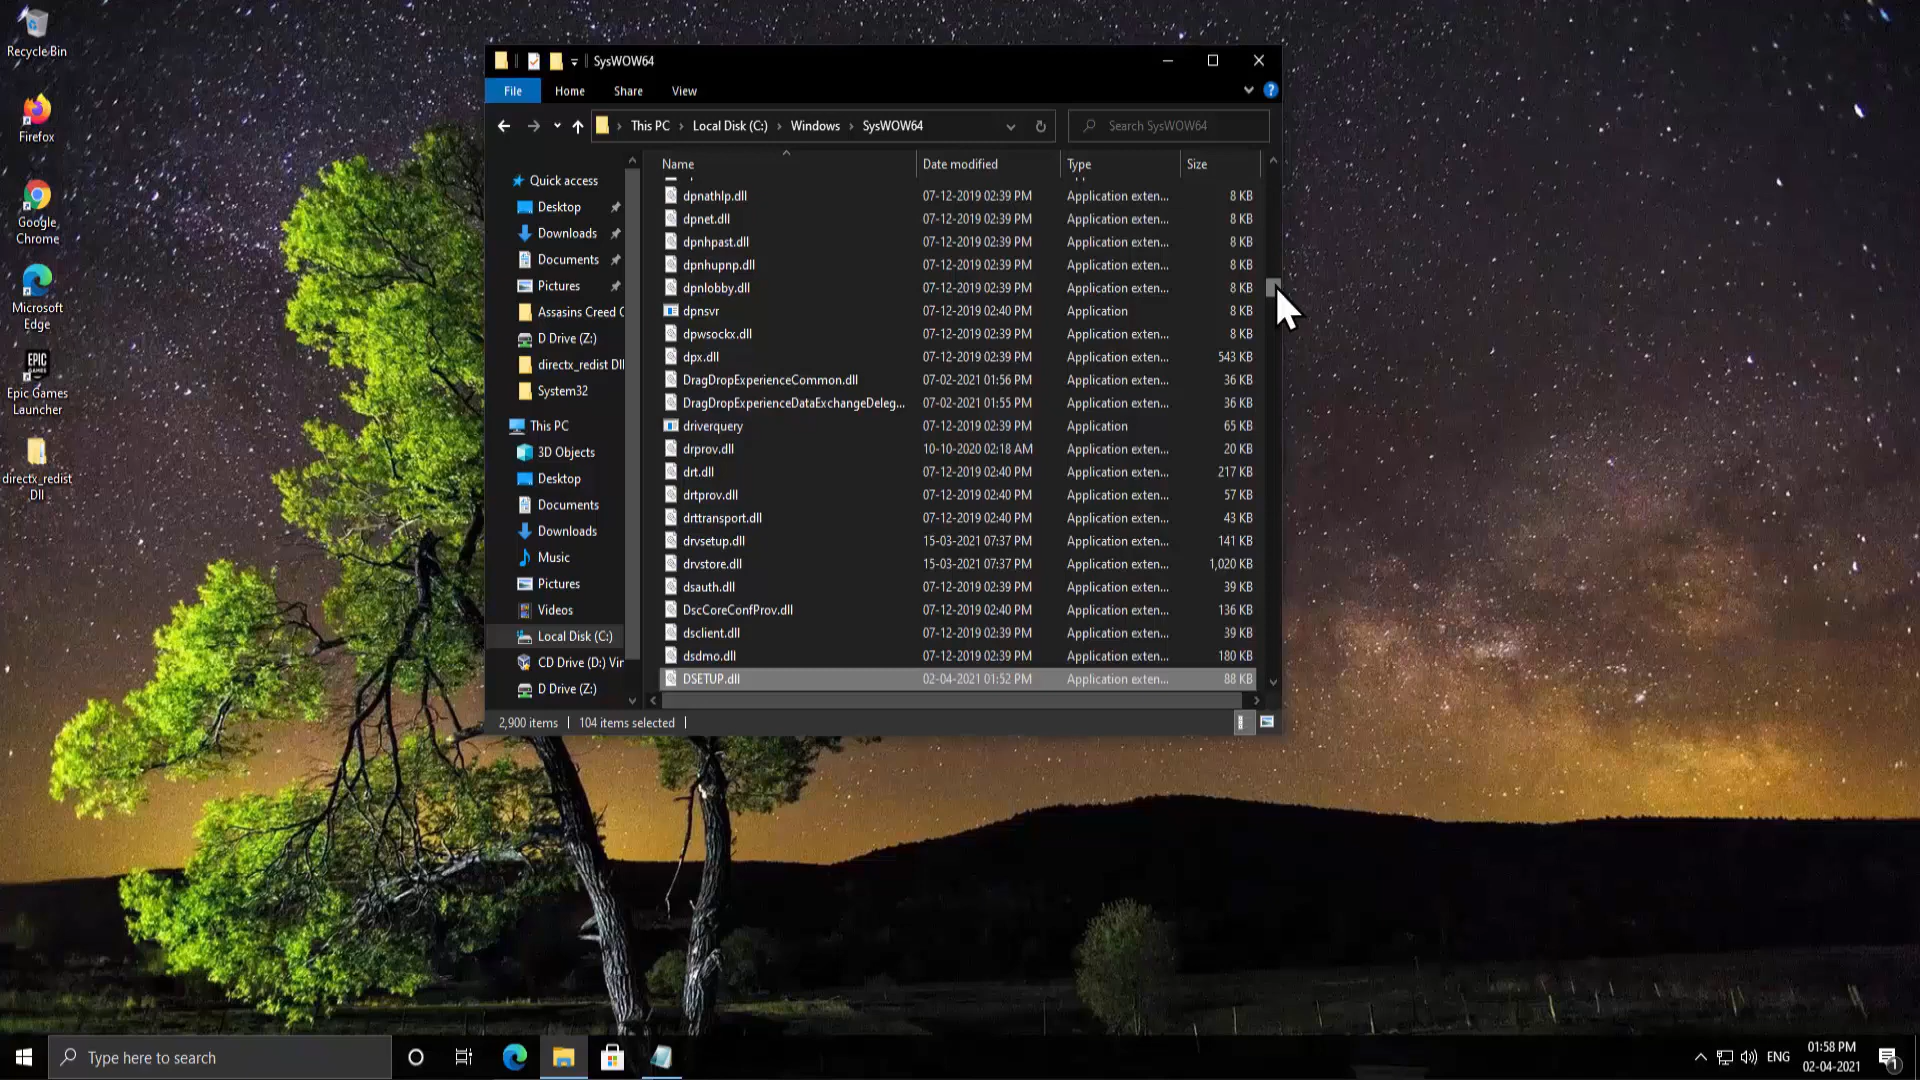 Recycle Bin
Firefox
Google
Chrome
Microsoft
Edge
EPIC
GAMES
Epic Games
Launcher
directx_redist
Dll
SysWOW64
File Home Share View
This PC > Local Disk (C:) > Windows > SysWOW64
Search SysWOW64
Quick access
Desktop
Downloads
Documents
Pictures
Assasins Creed C
D Drive (Z:)
directx_redist Dll
System32
This PC
3D Objects
Desktop
Documents
Downloads
Music
Pictures
Videos
Local Disk (C:)
CD Drive (D:) Vir
D Drive (Z:)
Name Date modified Type Size
dpnathlp.dll 07-12-2019 02:39 PM Application exten... 8 KB
dpnet.dll 07-12-2019 02:39 PM Application exten... 8 KB
dpnhpast.dll 07-12-2019 02:39 PM Application exten... 8 KB
dpnhupnp.dll 07-12-2019 02:39 PM Application exten... 8 KB
dpnlobby.dll 07-12-2019 02:39 PM Application exten... 8 KB
dpnsvr 07-12-2019 02:40 PM Application 8 KB
dpwsockx.dll 07-12-2019 02:39 PM Application exten... 8 KB
dpx.dll 07-12-2019 02:39 PM Application exten... 543 KB
DragDropExperienceCommon.dll 07-02-2021 01:56 PM Application exten... 36 KB
DragDropExperienceDataExchangeDeleg... 07-02-2021 01:55 PM Application exten... 36 KB
driverquery 07-12-2019 02:39 PM Application 65 KB
drprov.dll 10-10-2020 02:18 AM Application exten... 20 KB
drt.dll 07-12-2019 02:40 PM Application exten... 217 KB
drtprov.dll 07-12-2019 02:40 PM Application exten... 57 KB
drttransport.dll 07-12-2019 02:40 PM Application exten... 43 KB
drvsetup.dll 15-03-2021 07:37 PM Application exten... 141 KB
drvstore.dll 15-03-2021 07:37 PM Application exten... 1,020 KB
dsauth.dll 07-12-2019 02:39 PM Application exten... 39 KB
DscCoreConfProv.dll 07-12-2019 02:40 PM Application exten... 136 KB
dsclient.dll 07-12-2019 02:39 PM Application exten... 39 KB
dsdmo.dll 07-12-2019 02:39 PM Application exten... 180 KB
DSETUP.dll 02-04-2021 01:52 PM Application exten... 88 KB
2,900 items 104 items selected
Type here to search
ENG
01:58 PM
02-04-2021
1